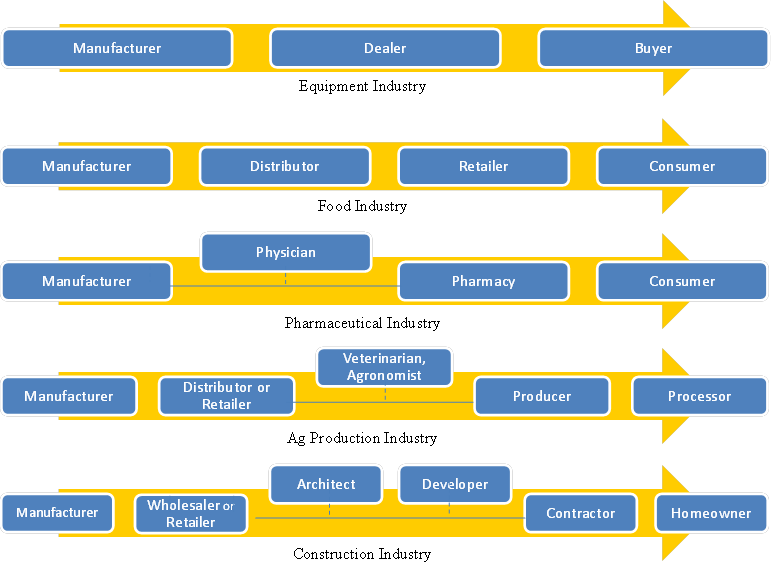 Manufacturer
Dealer
Buyer
Equipment Industry
Manufacturer
Distributor
Retailer
Consumer
Food Industry
Physician
Manufacturer
Pharmacy
Consumer
Pharmaceutical Industry
Veterinarian,
Agronomist
Manufacturer
Distributor or
Retailer
Producer
Processor
Ag Production Industry
Architect
Developer
Manufacturer
Wholesaler or
Retailer
Contractor
Homeowner
Construction Industry